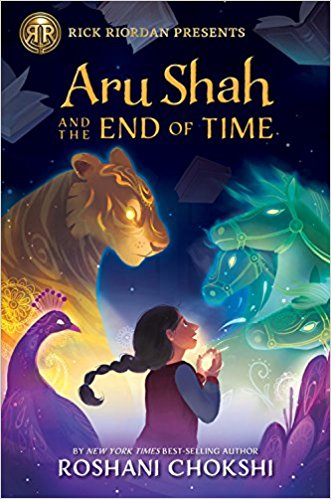 RR
RICK RIORDAN PRESENTS
Aru Shah
AND THE END OF TIME
BY NEW YORK TIMES BEST-SELLING AUTHOR
ROSHANI CHOKSHI